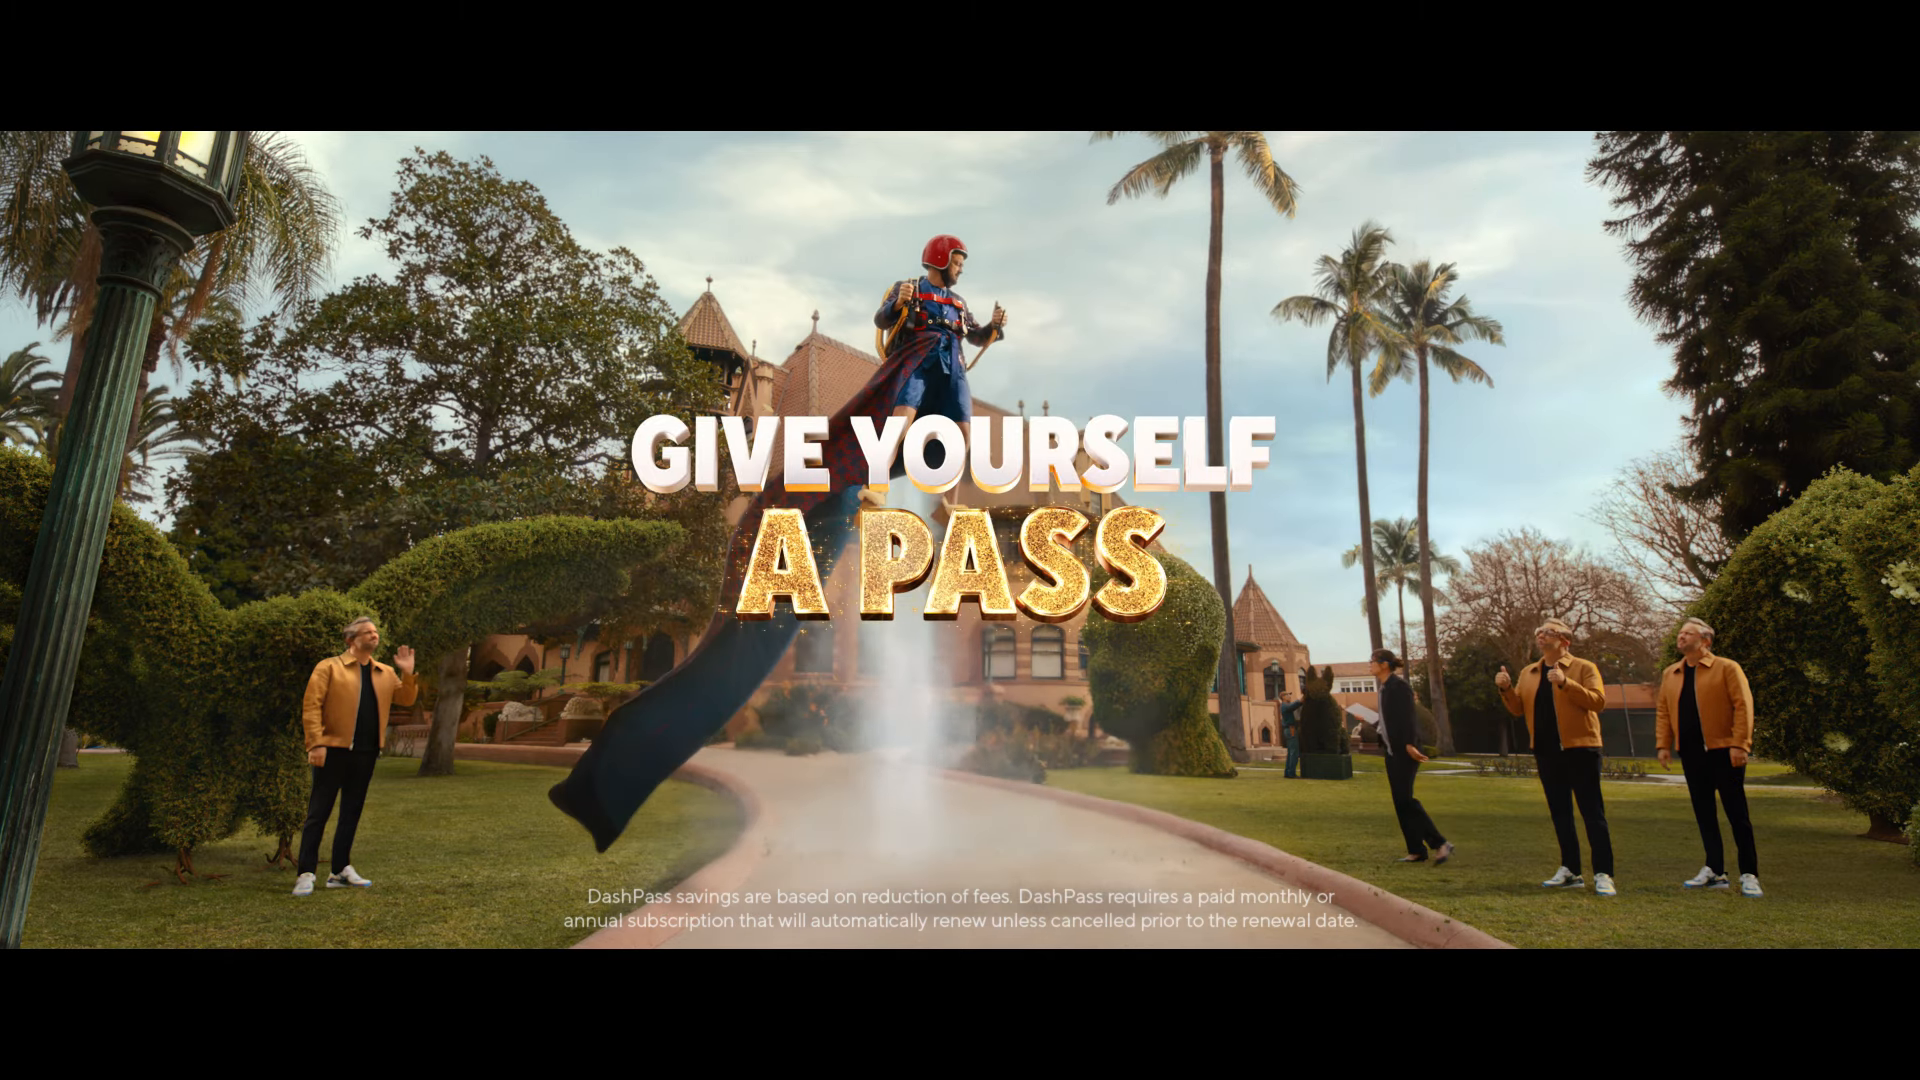 GIVE YOURSELF
A PASS
DashPass savings are based on reduction of fees. DashPass requires a paid monthly or
annual subscription that will automatically renew unless cancelled prior to the renewal date.